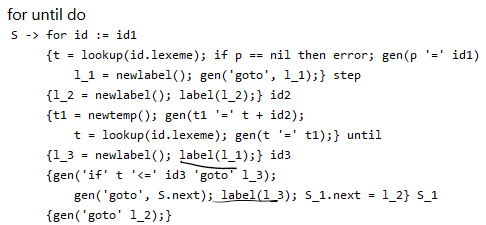 for until do
S -> for id := id1
{t = lookup(id.lexeme); if p == nil then error; gen(p '=' id1)
l_1 = newlabel(); gen('goto', l_1);} step
{l_2 = newlabel(); label(l_2);} id2
{t1 = newtemp(); gen(t1 '=' t + id2);
t = lookup(id.lexeme); gen(t '=' t1);} until
{l_3 = newlabel(); label(l_1);} id3
{gen('if' t '<=' id3 'goto' l_3);
gen('goto', S.next); label(l_3); S_1.next = l_2} S_1
{gen('goto' l_2);}